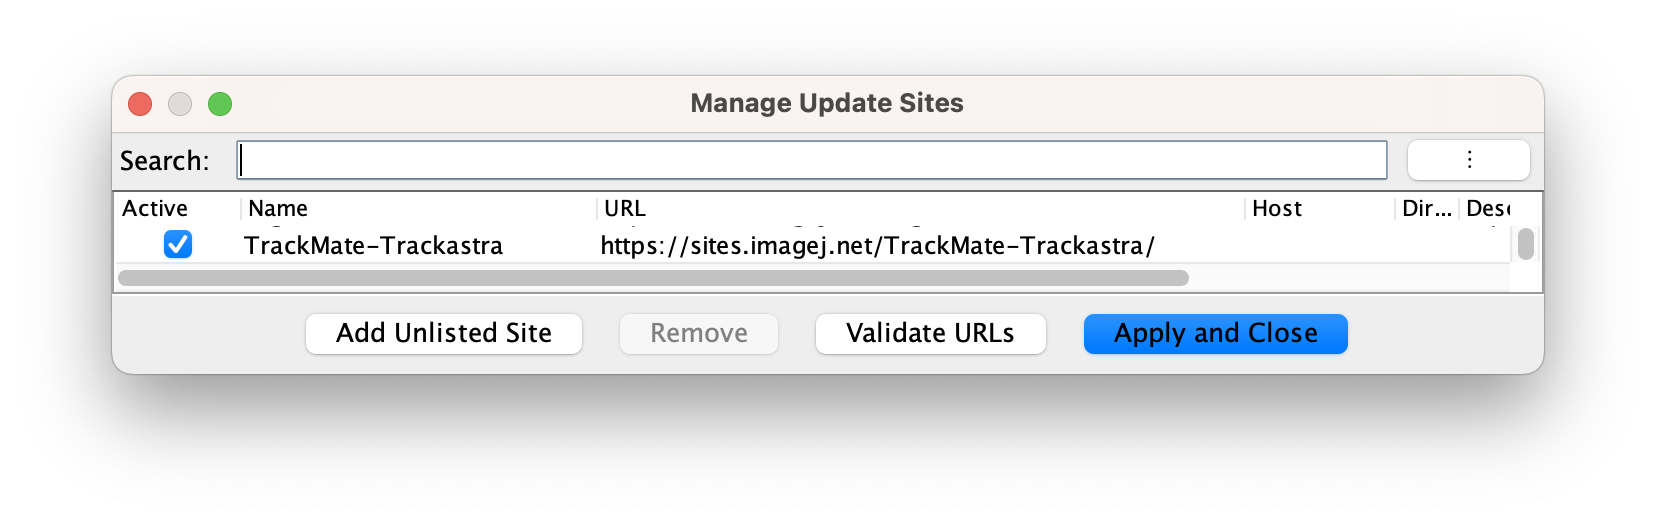 Manage Update Sites
Search:
Active Name URL Host Dir... Desc
TrackMate-Trackastra https://sites.imagej.net/TrackMate-Trackastra/
Add Unlisted Site Remove Validate URLs Apply and Close